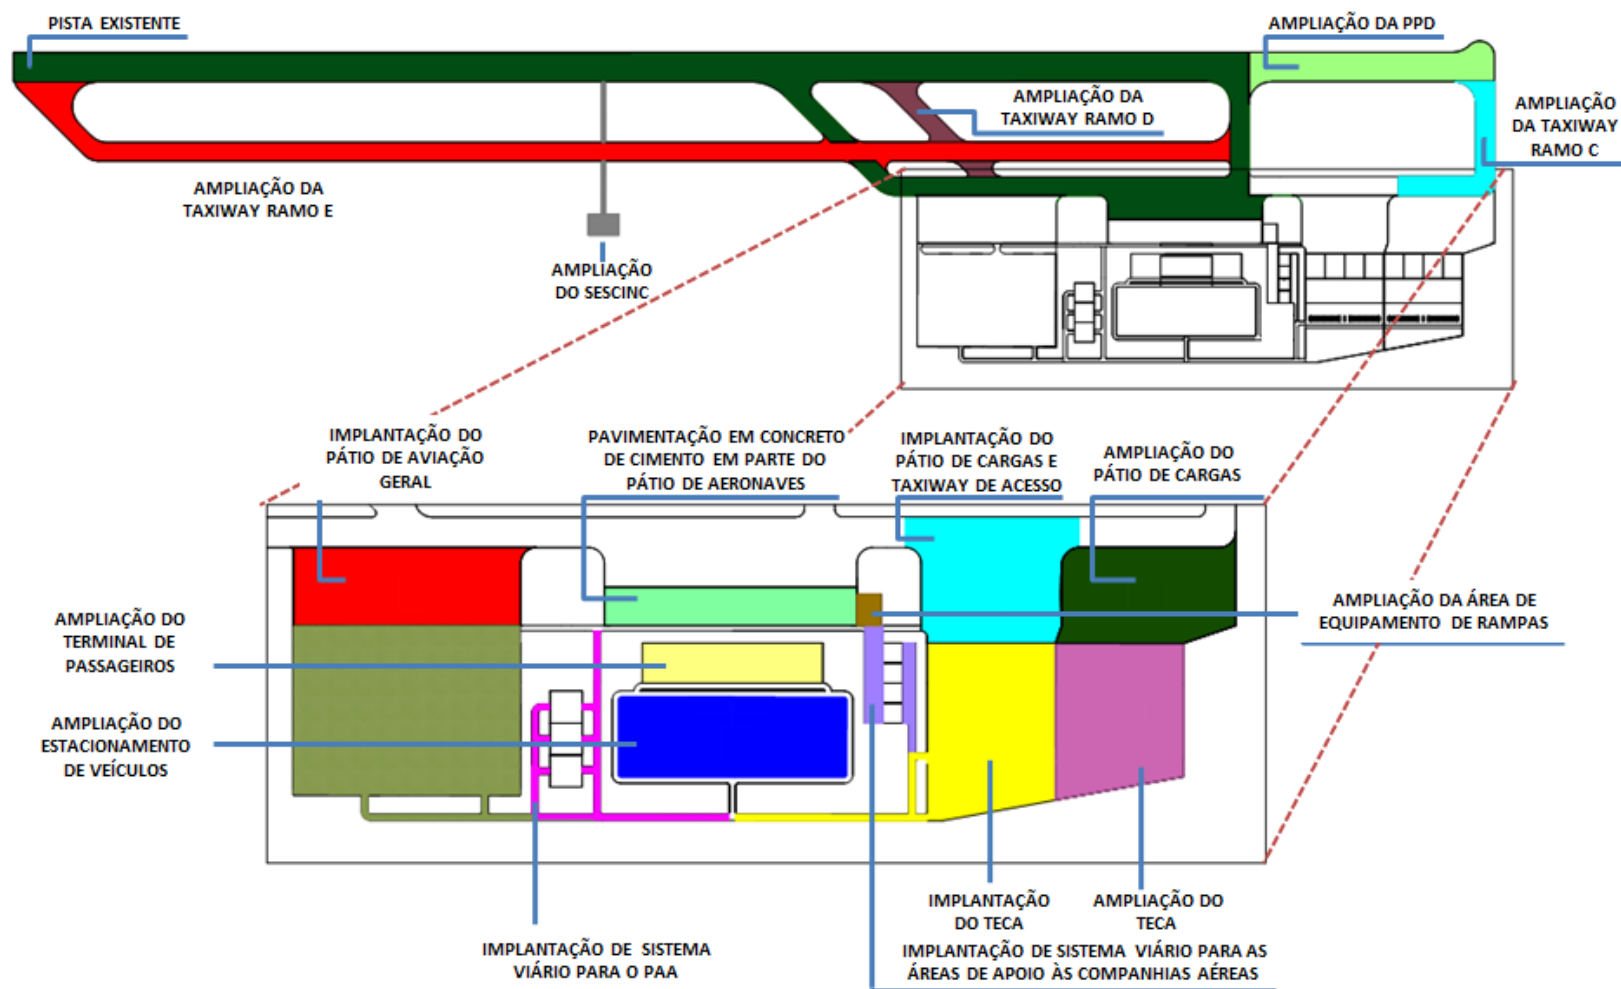 PISTA EXISTENTE
AMPLIAÇÃO DA PPD
AMPLIAÇÃO DA
TAXIWAY RAMO D
AMPLIAÇÃO
DA TAXIWAY
RAMO C
AMPLIAÇÃO DA
TAXIWAY RAMO E
AMPLIAÇÃO
DO SESCINC
IMPLANTAÇÃO DO
PÁTIO DE AVIAÇÃO
GERAL
PAVIMENTAÇÃO EM CONCRETO
DE CIMENTO EM PARTE DO
PÁTIO DE AERONAVES
IMPLANTAÇÃO DO
PÁTIO DE CARGAS E
TAXIWAY DE ACESSO
AMPLIAÇÃO DO
PÁTIO DE CARGAS
AMPLIAÇÃO DO
TERMINAL DE
PASSAGEIROS
AMPLIAÇÃO DA ÁREA DE
EQUIPAMENTO DE RAMPAS
AMPLIAÇÃO DO
ESTACIONAMENTO
DE VEÍCULOS
IMPLANTAÇÃO
DO TECA
AMPLIAÇÃO DO
TECA
IMPLANTAÇÃO DE SISTEMA
VIÁRIO PARA O PAA
IMPLANTAÇÃO DE SISTEMA VIÁRIO PARA AS
ÁREAS DE APOIO ÀS COMPANHIAS AÉREAS